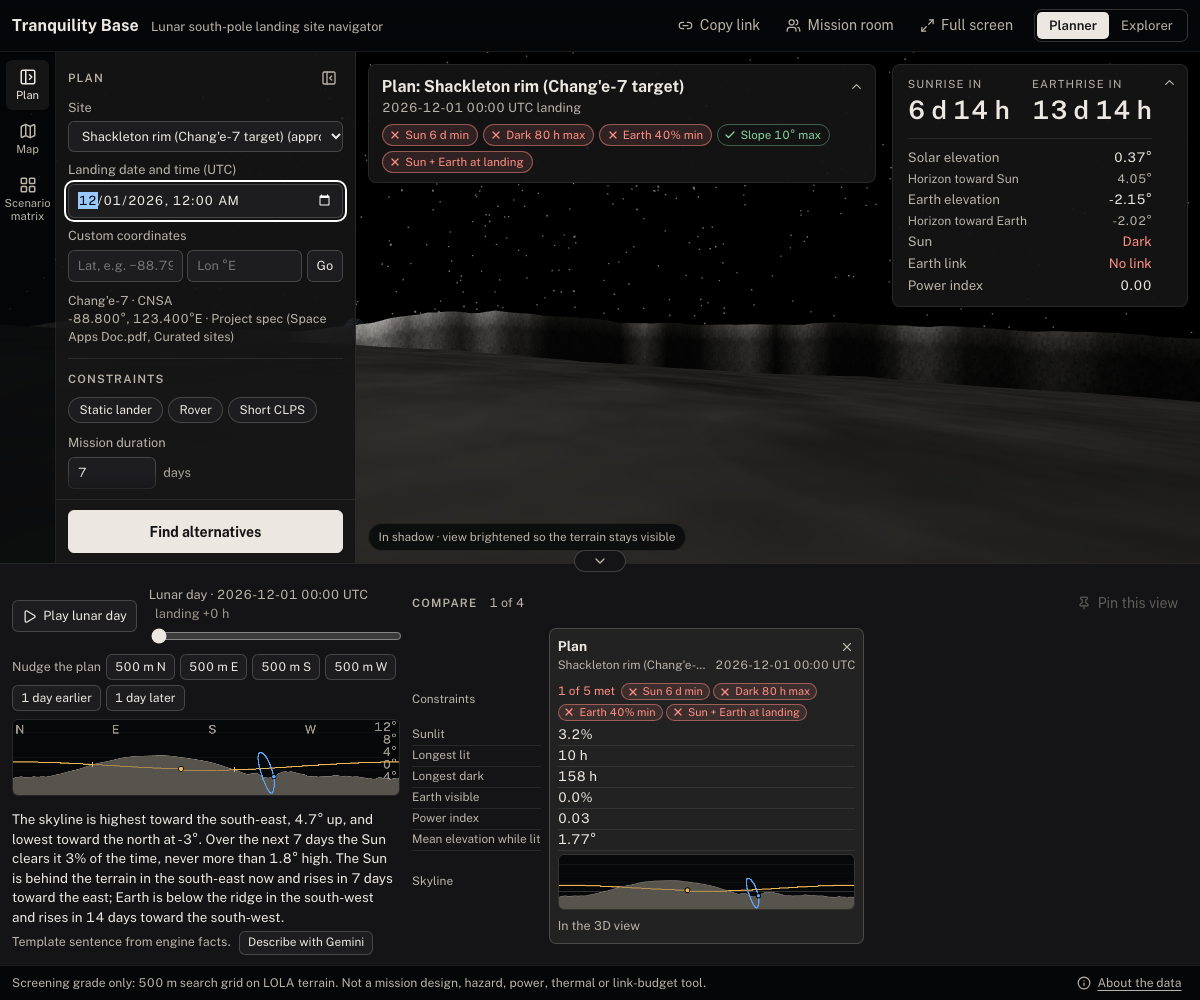 Tranquility Base Lunar south-pole landing site navigator
Copy link Mission room Full screen Planner Explorer
Plan
Map
Scenario
matrix
PLAN
Site
Shackleton rim (Chang'e-7 target) (appro
Landing date and time (UTC)
12/01/2026, 12:00 AM
Custom coordinates
Lat, e.g. −88.79 Lon °E Go
Chang'e-7 · CNSA
-88.800°, 123.400°E · Project spec (Space
Apps Doc.pdf, Curated sites)
CONSTRAINTS
Static lander Rover Short CLPS
Mission duration
7 days
Find alternatives
Plan: Shackleton rim (Chang'e-7 target)
2026-12-01 00:00 UTC landing
Sun 6 d min Dark 80 h max Earth 40% min Slope 10° max
Sun + Earth at landing
SUNRISE IN EARTHRISE IN
6 d 14 h 13 d 14 h
Solar elevation 0.37°
Horizon toward Sun 4.05°
Earth elevation -2.15°
Horizon toward Earth -2.02°
Sun Dark
Earth link No link
Power index 0.00
In shadow · view brightened so the terrain stays visible
Play lunar day
Lunar day · 2026-12-01 00:00 UTC
landing +0 h
Nudge the plan 500 m N 500 m E 500 m S 500 m W
1 day earlier 1 day later
N E S W 12°
8°
4°
0°
-4°
The skyline is highest toward the south-east, 4.7° up, and
lowest toward the north at -3°. Over the next 7 days the Sun
clears it 3% of the time, never more than 1.8° high. The Sun
is behind the terrain in the south-east now and rises in 7 days
toward the east; Earth is below the ridge in the south-west
and rises in 14 days toward the south-west.
Template sentence from engine facts. Describe with Gemini
COMPARE 1 of 4 Pin this view
Plan
Shackleton rim (Chang'e-... 2026-12-01 00:00 UTC
Constraints 1 of 5 met Sun 6 d min Dark 80 h max
Earth 40% min Sun + Earth at landing
Sunlit 3.2%
Longest lit 10 h
Longest dark 158 h
Earth visible 0.0%
Power index 0.03
Mean elevation while lit 1.77°
Skyline
In the 3D view
Screening grade only: 500 m search grid on LOLA terrain. Not a mission design, hazard, power, thermal or link-budget tool.
About the data